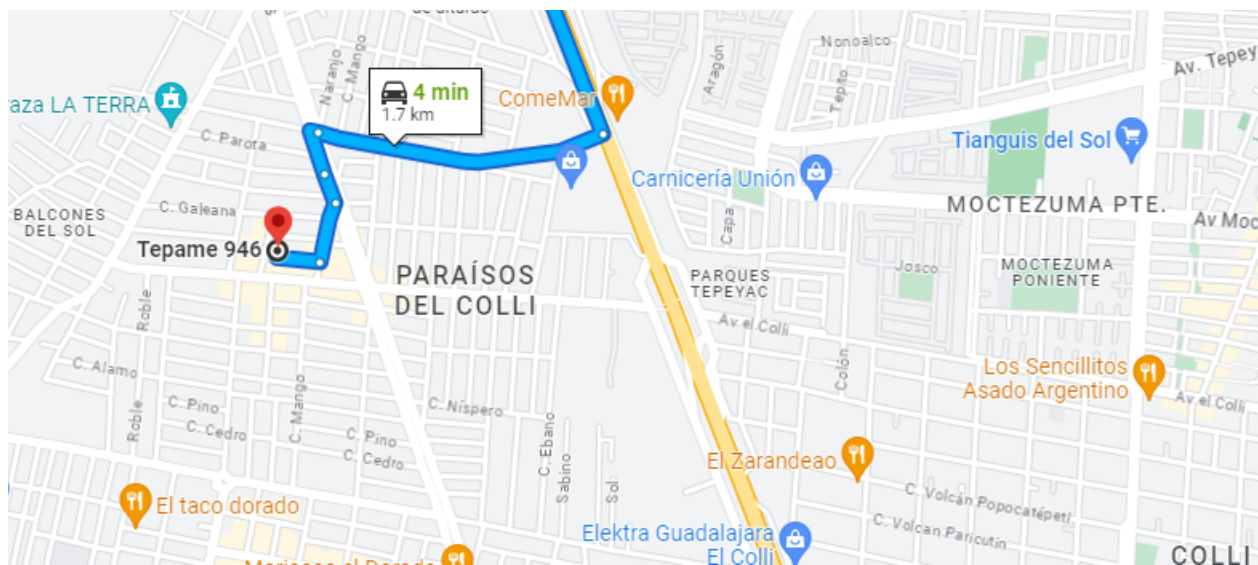 de alturas
Nonoalco
Av. Tepey
Naranjo
C. Mango
Aragón
Tepito
4 min
1.7 km
ComeMar
aza LA TERRA
C. Parota
Tianguis del Sol
Carnicería Unión
MOCTEZUMA PTE.
Av Moc
C. Galeana
BALCONES
DEL SOL
Capa
Tepame 946
PARAÍSOS
DEL COLLI
PARQUES
TEPEYAC
Josco
MOCTEZUMA
PONIENTE
Roble
Av el Colli
Colón
C. Alamo
Los Sencillitos
Asado Argentino
Av el Colli
C. Pino
C. Cedro
Roble
C. Mango
C. Níspero
C. Pino
C. Cedro
C. Ebano
Sabino
Sol
El Zarandeao
C. Volcán Popocatépetl
C. Volcan Paricutin
El taco dorado
Elektra Guadalajara
El Colli
COLLI